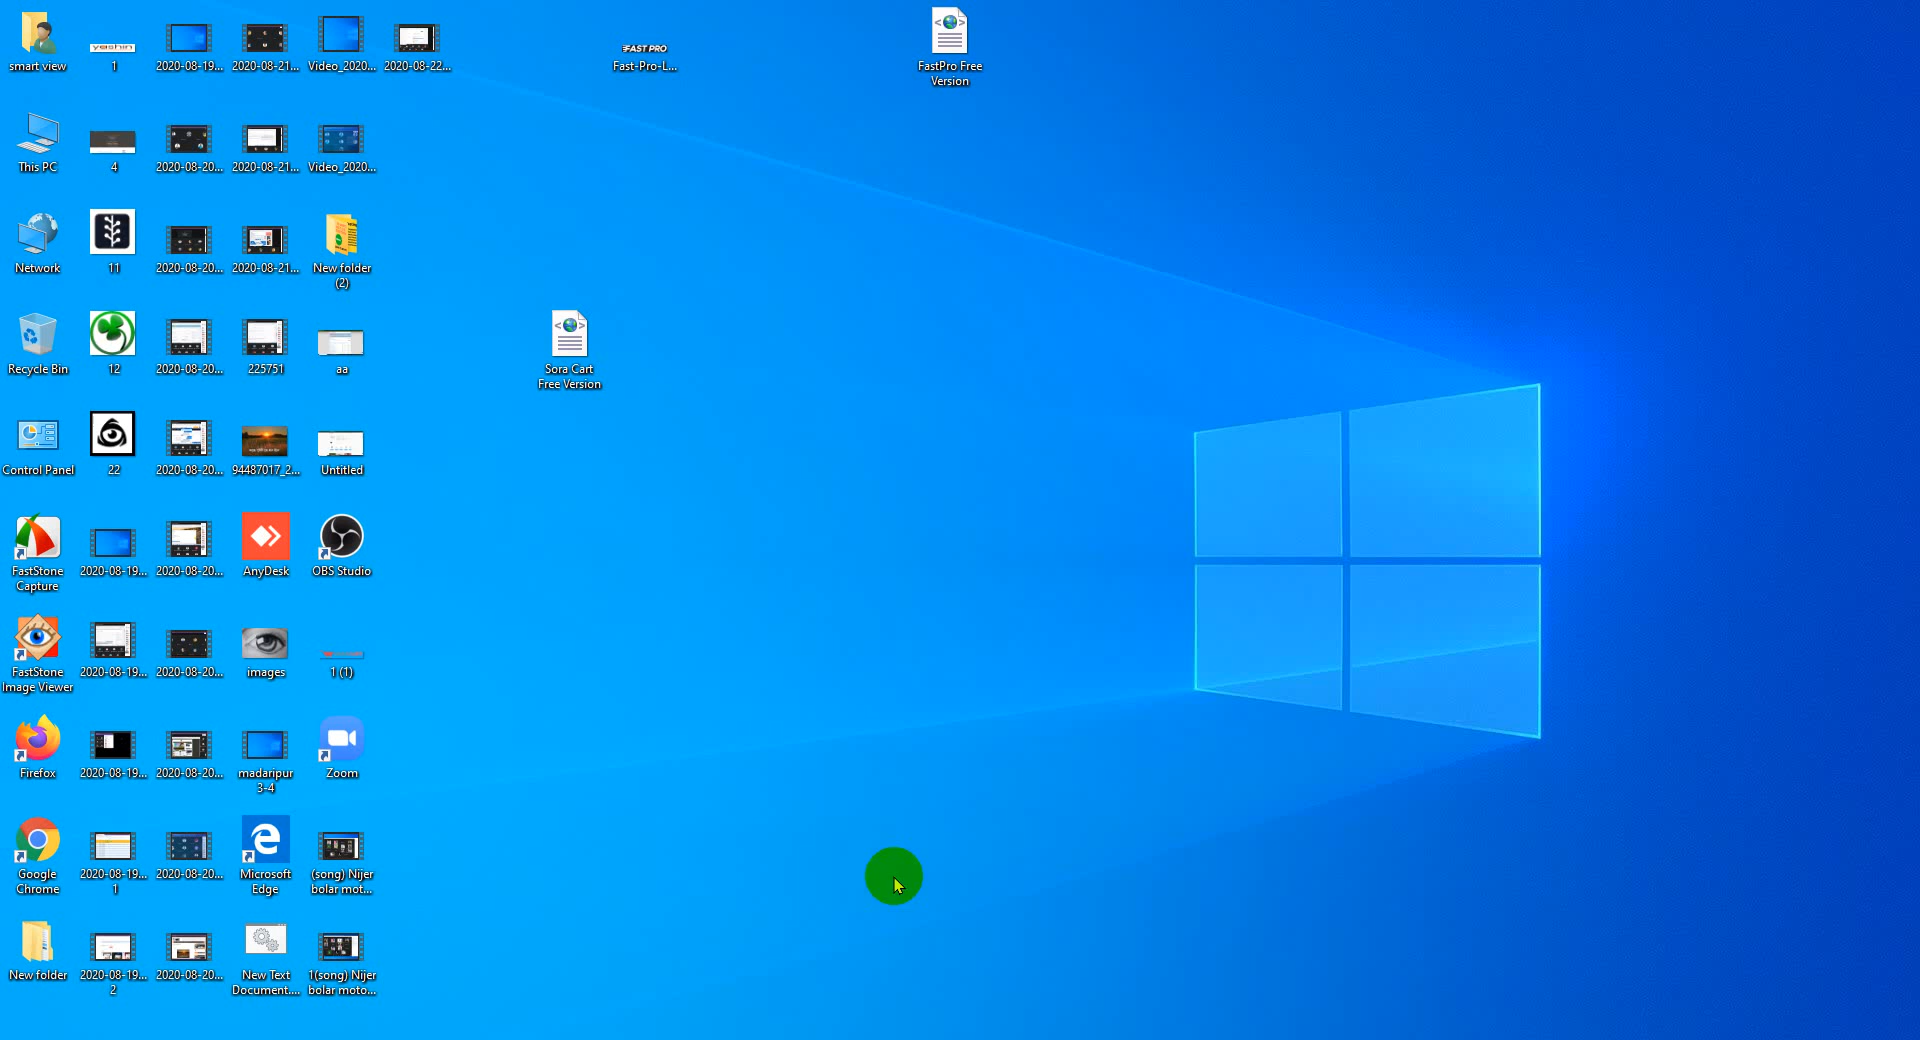 smart view
yashin
1
2020-08-19...
2020-08-21...
Video_2020...
2020-08-22...
FAST PRO
Fast-Pro-L...
FastPro Free
Version
This PC
4
2020-08-20...
2020-08-21...
Video_2020...
Network
11
2020-08-20...
2020-08-21...
New folder
(2)
Recycle Bin
12
2020-08-20...
225751
aa
Sora Cart
Free Version
Control Panel
22
2020-08-20...
94487017_2...
Untitled
FastStone
Capture
2020-08-19...
2020-08-20...
AnyDesk
OBS Studio
FastStone
Image Viewer
2020-08-19...
2020-08-20...
images
1 (1)
Firefox
2020-08-19...
2020-08-20...
madaripur
3-4
Zoom
Google
Chrome
2020-08-19...
1
2020-08-20...
Microsoft
Edge
(song) Nijer
bolar mot...
New folder
2020-08-19...
2
2020-08-20...
New Text
Document....
1(song) Nijer
bolar moto...